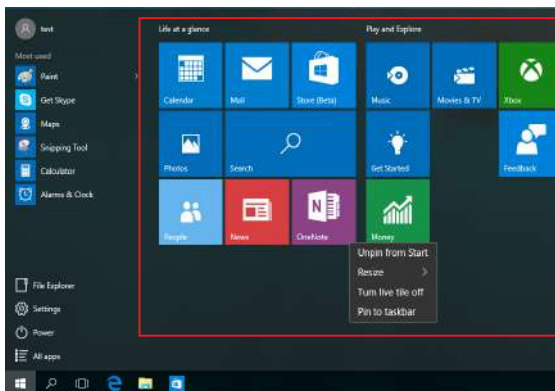 test
Most used
Paint
Get Skype
Maps
Snipping Tool
Calculator
Alarms & Clock
File Explorer
Settings
Power
All apps
Life at a glance
Calendar
Mail
Store (Beta)
Photos
Search
People
News
OneNote
Play and Explore
Music
Movies & TV
Xbox
Get Started
Feedback
Money
Unpin from Start
Resize
Turn live tile off
Pin to taskbar